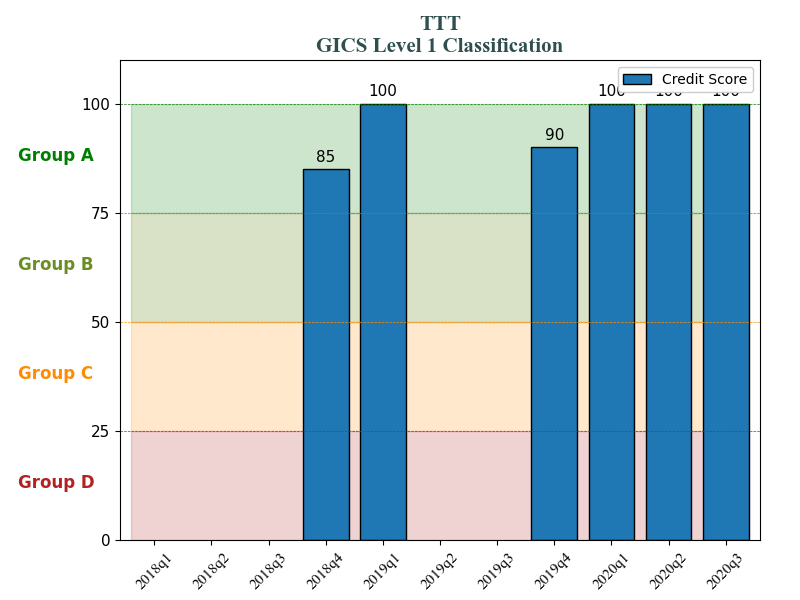 TTT
GICS Level 1 Classification
Credit Score
100
100
100
100
100
90
85
Group A
75
Group B
50
Group C
25
Group D
0
2018q1
2018q2
2018q3
2018q4
2019q1
2019q2
2019q3
2019q4
2020q1
2020q2
2020q3